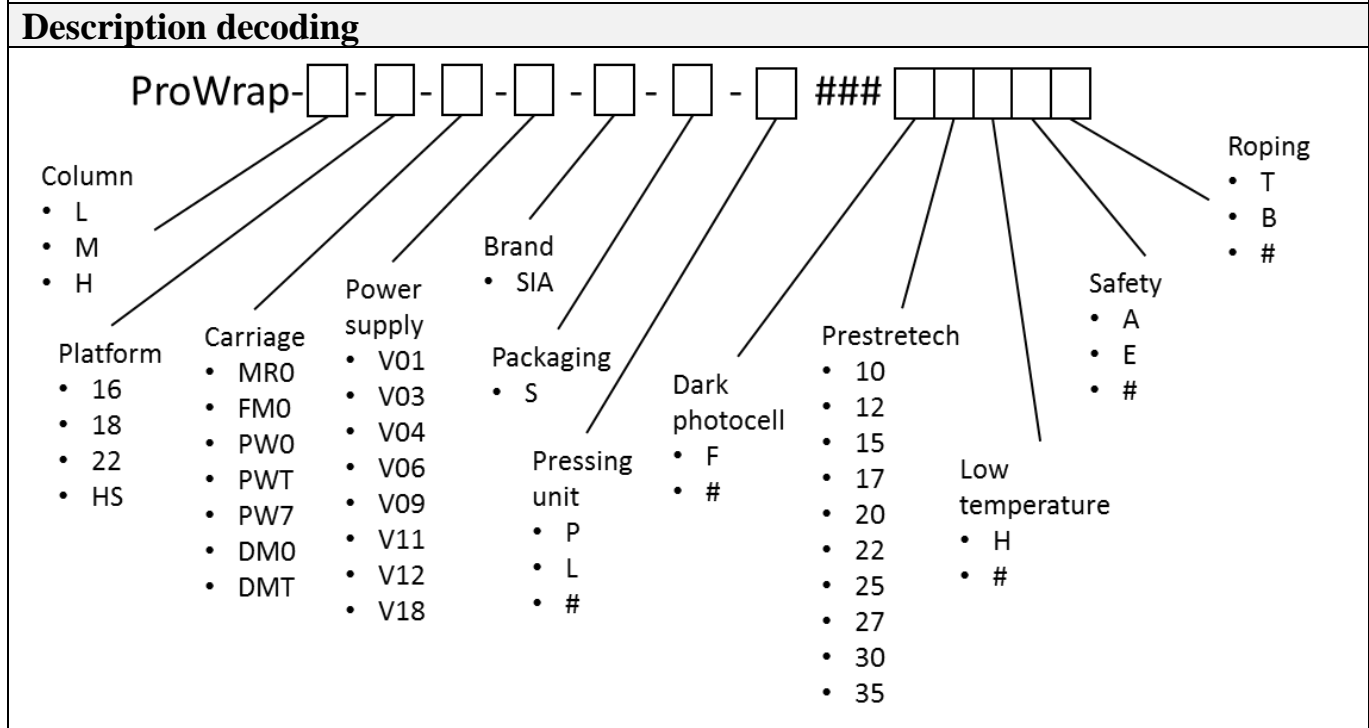 Description decoding
ProWrap- - - - - - - ###
Column
• L
• M
• H
Platform
• 16
• 18
• 22
• HS
Carriage
• MR0
• FM0
• PW0
• PWT
• PW7
• DM0
• DMT
Power
supply
• V01
• V03
• V04
• V06
• V09
• V11
• V12
• V18
Brand
• SIA
Packaging
• S
Pressing
unit
• P
• L
• #
Dark
photocell
• F
• #
Prestretech
• 10
• 12
• 15
• 17
• 20
• 22
• 25
• 27
• 30
• 35
Low
temperature
• H
• #
Safety
• A
• E
• #
Roping
• T
• B
• #